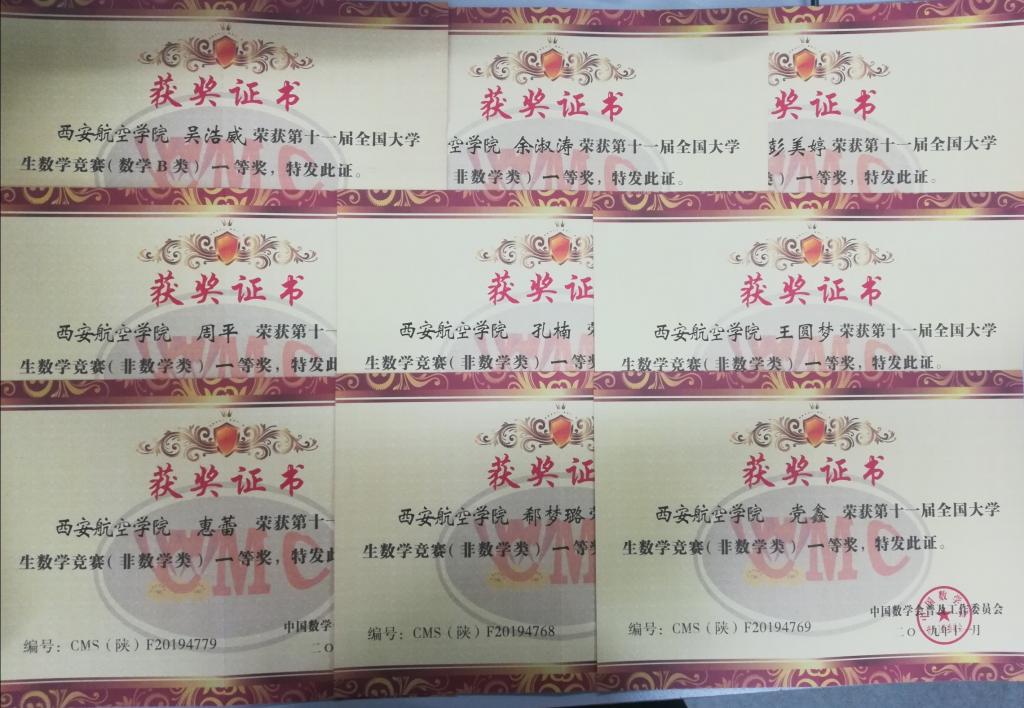 获奖证书
西安航空学院 吴浩威 荣获第十一届全国大学
生数学竞赛(数学B类) 一等奖，特发此证。
获奖证书
空学院 余淑涛 荣获第十一届全国大学
非数学类) 一等奖，特发此证。
奖证书
彭美婷 荣获第十一届全国大学
类) 一等奖，特发此证。
获奖证书
西安航空学院 周平 荣获第十一
生数学竞赛(非数学类) 一等奖，特发此
获奖证
西安航空学院 孔楠 荣
生数学竞赛(非数学类) 一等奖
获奖证书
西安航空学院 王圆梦 荣获第十一届全国大学
生数学竞赛(非数学类) 一等奖，特发此证。
获奖证书
西安航空学院 惠蕾 荣获第十一
生数学竞赛(非数学类) 一等奖，特发此
CMC
中国数学
编号：CMS（陕）F20194779
二〇
获奖证
西安航空学院 郗梦璐
生数学竞赛(非数学类) 一等奖
编号：CMS（陕）F20194768
获奖证书
西安航空学院 党鑫 荣获第十一届全国大学
生数学竞赛(非数学类) 一等奖，特发此证。
CMC
中国数学会普及工作委员会
编号：CMS（陕）F20194769
二〇一九年十一月